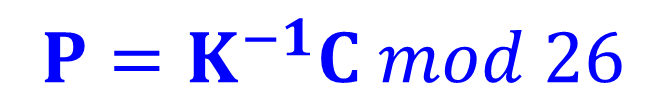 P = K⁻¹C mod 26